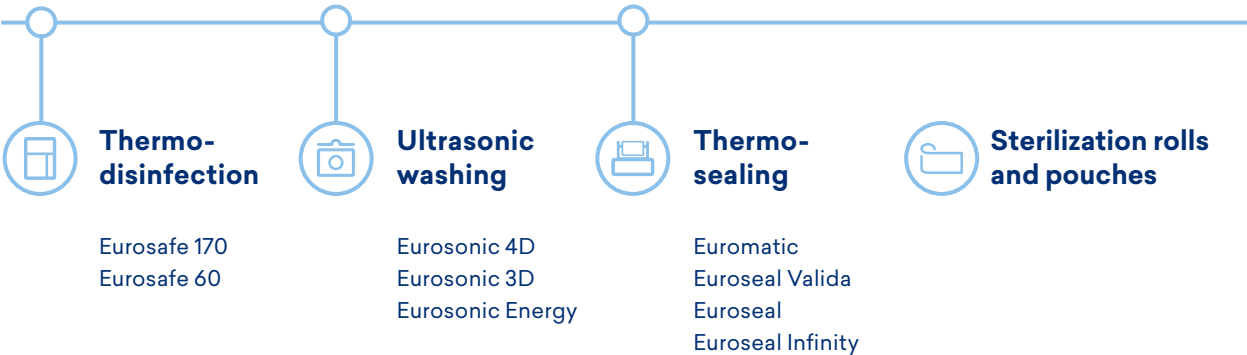 Thermo-
disinfection
Eurosafe 170
Eurosafe 60
Ultrasonic
washing
Eurosonic 4D
Eurosonic 3D
Eurosonic Energy
Thermo-
sealing
Euromatic
Euroseal Valida
Euroseal
Euroseal Infinity
Sterilization rolls
and pouches